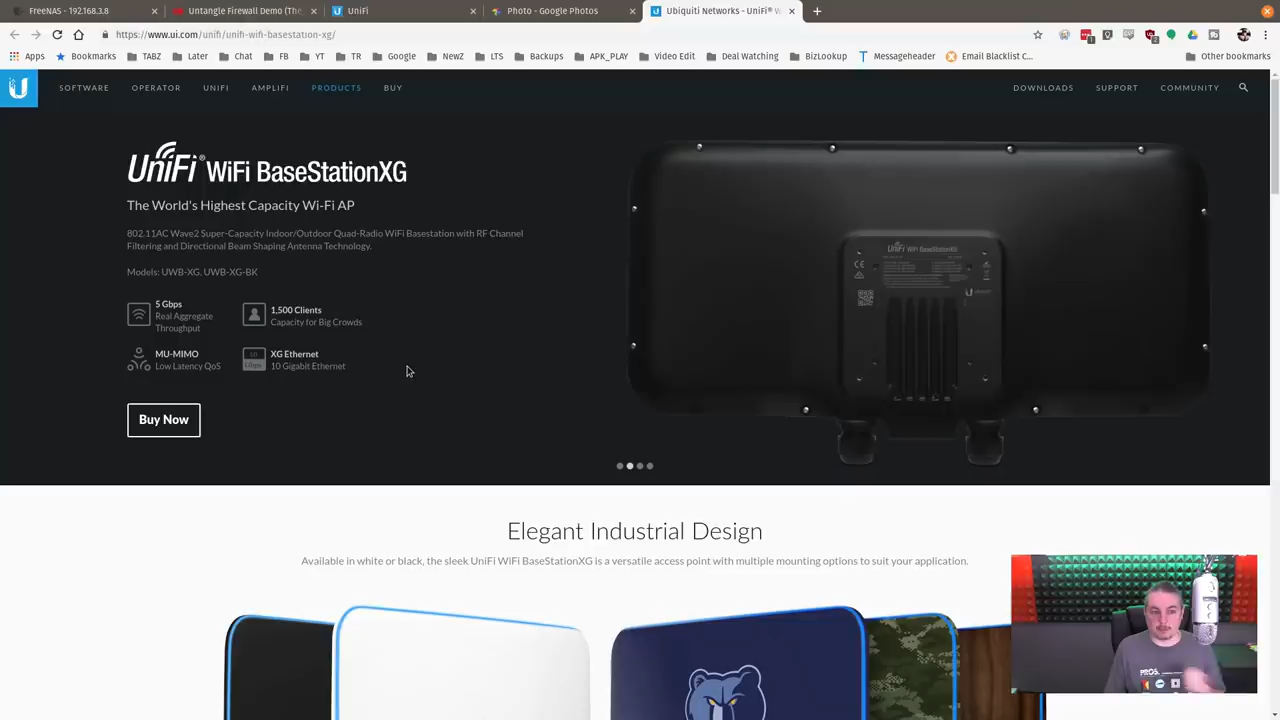 FreeNAS - 192.168.3.8
Untangle Firewall Demo (The
UniFi
Photo - Google Photos
Ubiquiti Networks - UniFi® W
https://www.ui.com/unifi/unifi-wifi-basestation-xg/
Apps
Bookmarks
TABZ
Later
Chat
FB
YT
TR
Google
NewZ
LTS
Backups
APK_PLAY
Video Edit
Deal Watching
BizLookup
Messageheader
Email Blacklist C...
Other bookmarks
SOFTWARE
OPERATOR
UNIFI
AMPLIFI
PRODUCTS
BUY
DOWNLOADS
SUPPORT
COMMUNITY
UniFi® WiFi BaseStationXG
The World's Highest Capacity Wi-Fi AP
802.11AC Wave2 Super-Capacity Indoor/Outdoor Quad-Radio WiFi Basestation with RF Channel
Filtering and Directional Beam Shaping Antenna Technology.
Models: UWB-XG, UWB-XG-BK
5 Gbps
Real Aggregate
Throughput
1,500 Clients
Capacity for Big Crowds
MU-MIMO
Low Latency QoS
XG Ethernet
10 Gigabit Ethernet
Buy Now
UniFi WiFi BaseStationXG
Elegant Industrial Design
Available in white or black, the sleek UniFi WiFi BaseStationXG is a versatile access point with multiple mounting options to suit your application.
PROS.